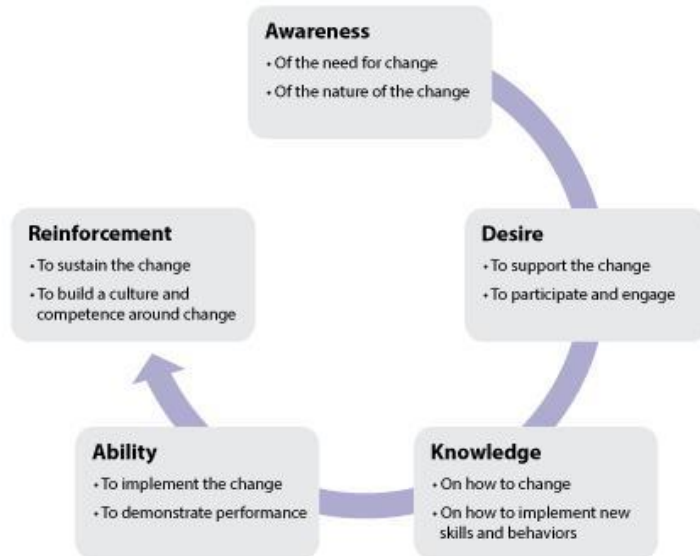 Awareness
• Of the need for change
• Of the nature of the change
Desire
• To support the change
• To participate and engage
Knowledge
• On how to change
• On how to implement new
skills and behaviors
Ability
• To implement the change
• To demonstrate performance
Reinforcement
• To sustain the change
• To build a culture and
competence around change